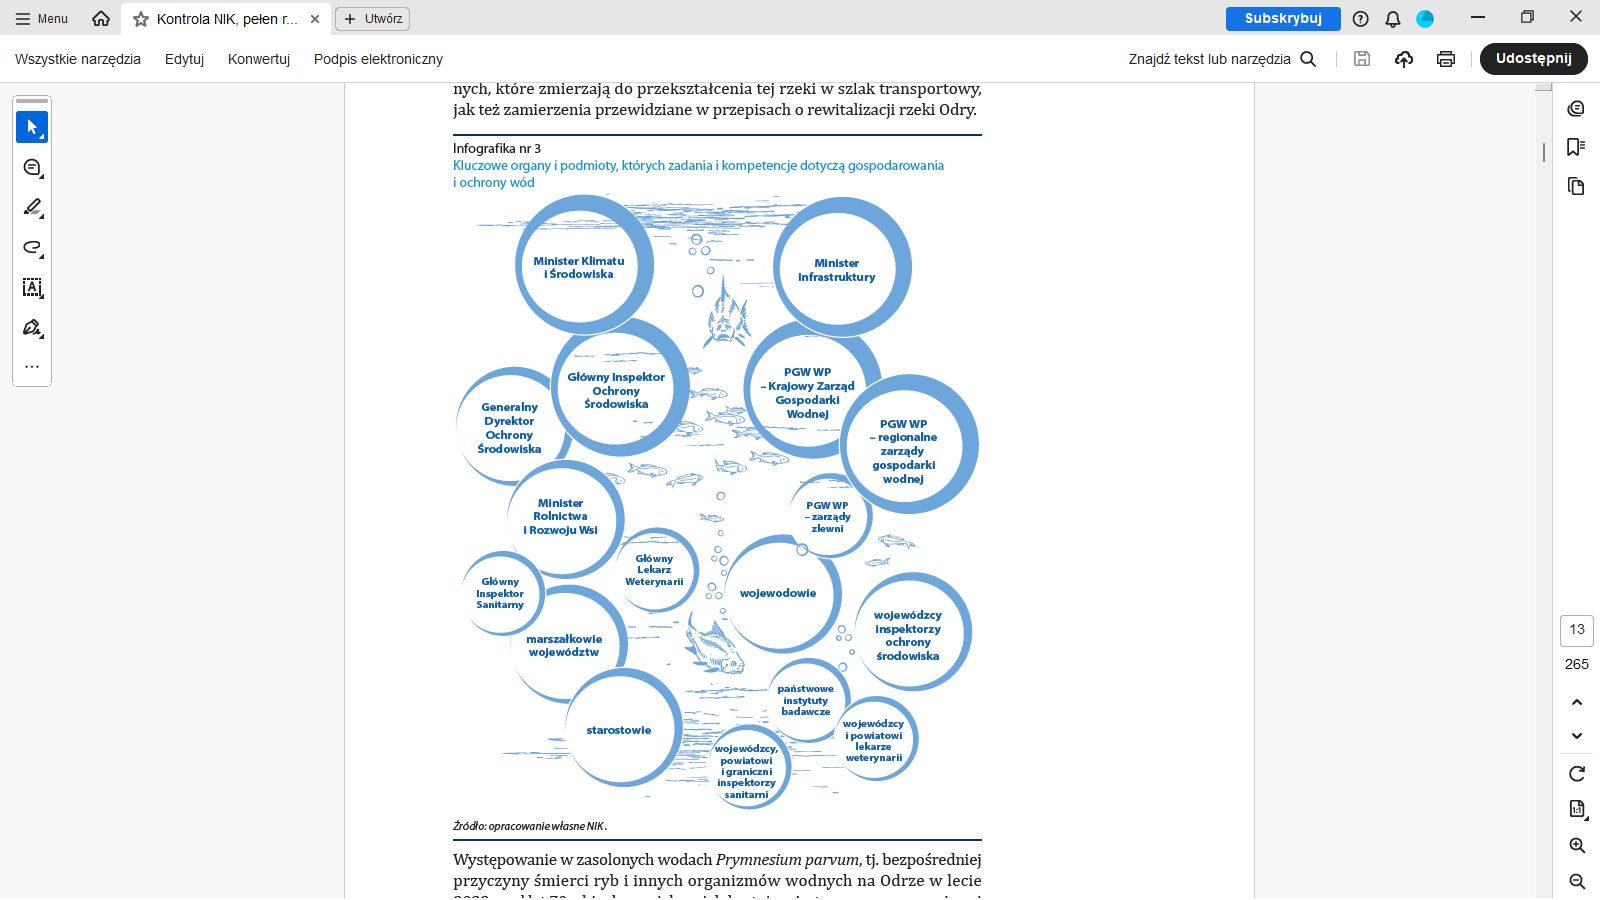 Menu
Kontrola NIK, pełen r...
Utwórz
Subskrybuj
Wszystkie narzędzia
Edytuj
Konwertuj
Podpis elektroniczny
Znajdź tekst lub narzędzia
Udostępnij
nych, które zmierzają do przekształcenia tej rzeki w szlak transportowy,
jak też zamierzenia przewidziane w przepisach o rewitalizacji rzeki Odry.
Infografika nr 3
Kluczowe organy i podmioty, których zadania i kompetencje dotyczą gospodarowania
i ochrony wód
Minister Klimatu
i Środowiska
Minister
Infrastruktury
Główny Inspektor
Ochrony
Środowiska
PGW WP
– Krajowy Zarząd
Gospodarki
Wodnej
Generalny
Dyrektor
Ochrony
Środowiska
PGW WP
– regionalne
zarządy
gospodarki
wodnej
Minister
Rolnictwa
i Rozwoju Wsi
PGW WP
– zarządy
zlewni
Główny
Lekarz
Weterynarii
Główny
Inspektor
Sanitarny
wojewodowie
wojewódzcy
inspektorzy
ochrony
środowiska
marszałkowie
województw
państwowe
instytuty
badawcze
starostowie
wojewódzcy
i powiatowi
lekarze
weterynarii
wojewódzcy,
powiatowi
i graniczni
inspektorzy
sanitarni
Źródło: opracowanie własne NIK.
Występowanie w zasolonych wodach Prymnesium parvum, tj. bezpośredniej
przyczyny śmierci ryb i innych organizmów wodnych na Odrze w lecie
13
265